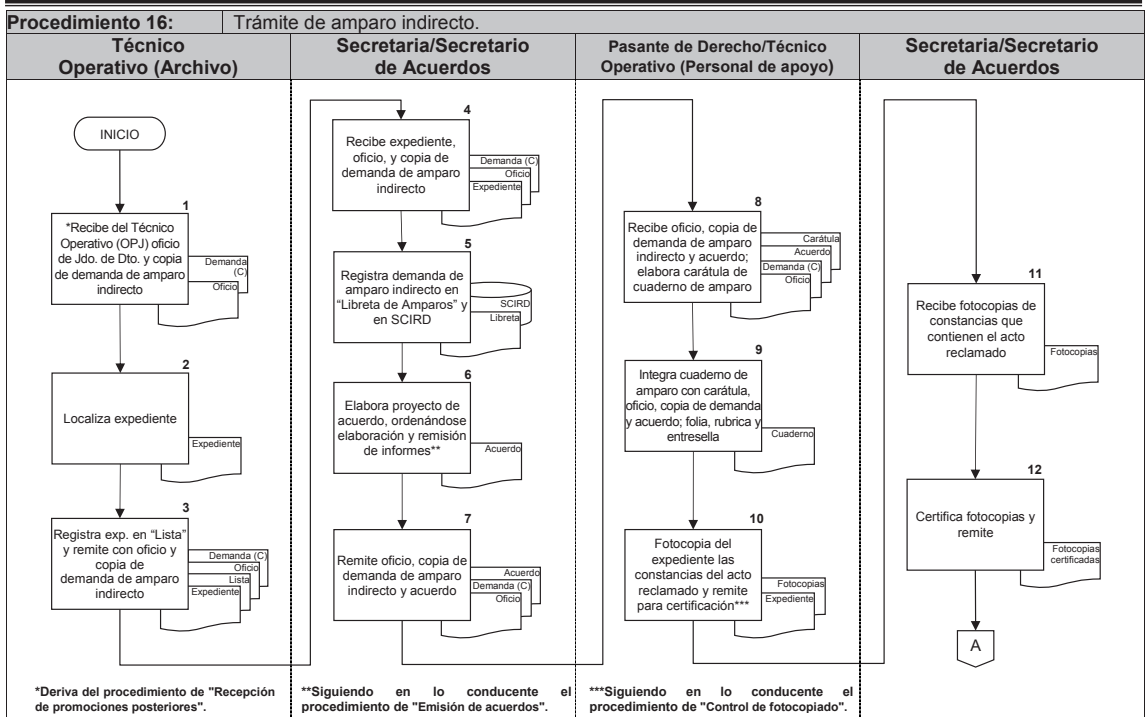 Procedimiento 16:
Trámite de amparo indirecto.
Técnico
Operativo (Archivo)
INICIO
1
*Recibe del Técnico
Operativo (OPJ) oficio
de Jdo. de Dto. y copia
de demanda de amparo
indirecto
Demanda
(C)
Oficio
2
Localiza expediente
Expediente
3
Registra exp. en “Lista”
y remite con oficio y
copia de
demanda de amparo
indirecto
Demanda (C)
Oficio
Lista
Expediente
*Deriva del procedimiento de "Recepción
de promociones posteriores".
Secretaria/Secretario
de Acuerdos
4
Recibe expediente,
oficio, y copia de
demanda de amparo
indirecto
Demanda (C)
Oficio
Expediente
5
Registra demanda de
amparo indirecto en
“Libreta de Amparos” y
en SCIRD
SCIRD
Libreta
6
Elabora proyecto de
acuerdo, ordenándose
elaboración y remisión
de informes**
Acuerdo
7
Remite oficio, copia de
demanda de amparo
indirecto y acuerdo
Acuerdo
Demanda (C)
Oficio
**Siguiendo en lo conducente el
procedimiento de "Emisión de acuerdos".
Pasante de Derecho/Técnico
Operativo (Personal de apoyo)
8
Recibe oficio, copia de
demanda de amparo
indirecto y acuerdo;
elabora carátula de
cuaderno de amparo
Carátula
Acuerdo
Demanda (C)
Oficio
9
Integra cuaderno de
amparo con carátula,
oficio, copia de demanda
y acuerdo; folia, rubrica y
entresella
Cuaderno
10
Fotocopia del
expediente las
constancias del acto
reclamado y remite
para certificación***
Fotocopias
Expediente
***Siguiendo en lo conducente el
procedimiento de "Control de fotocopiado".
Secretaria/Secretario
de Acuerdos
11
Recibe fotocopias de
constancias que
contienen el acto
reclamado
Fotocopias
12
Certifica fotocopias y
remite
Fotocopias
certificadas
A